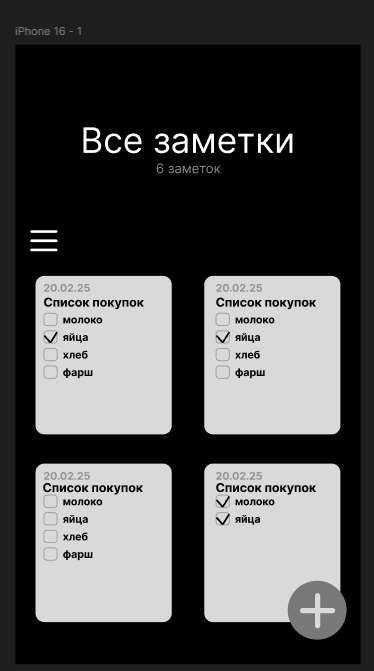 iPhone 16 - 1
Все заметки
6 заметок
20.02.25
Список покупок
молоко
яйца
хлеб
фарш
20.02.25
Список покупок
молоко
яйца
хлеб
фарш
20.02.25
Список покупок
молоко
яйца
хлеб
фарш
20.02.25
Список покупок
молоко
яйца